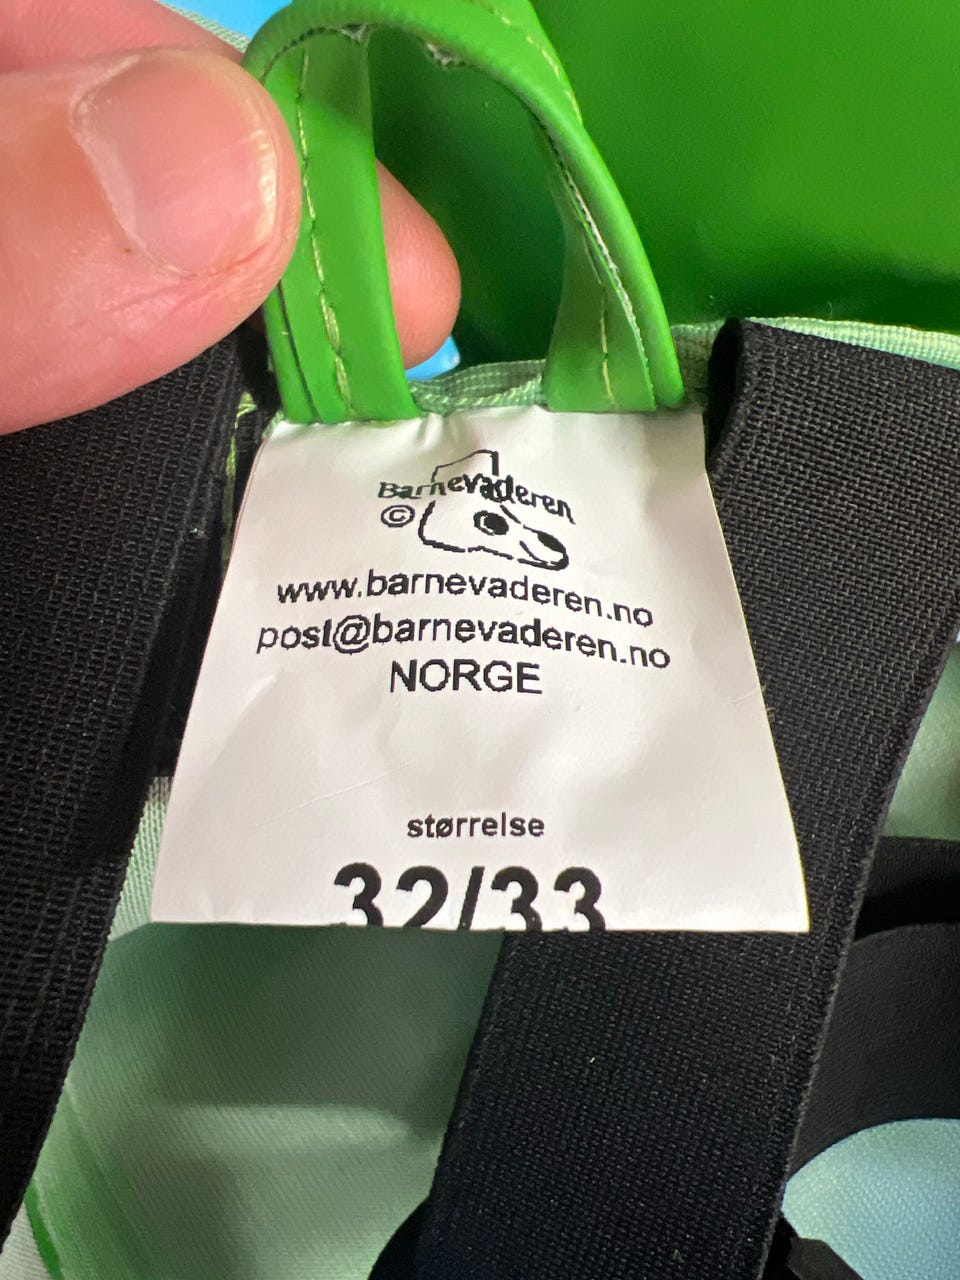 Barnevaderen
©
www.barnevaderen.no
post@barnevaderen.no
NORGE
størrelse
32/33